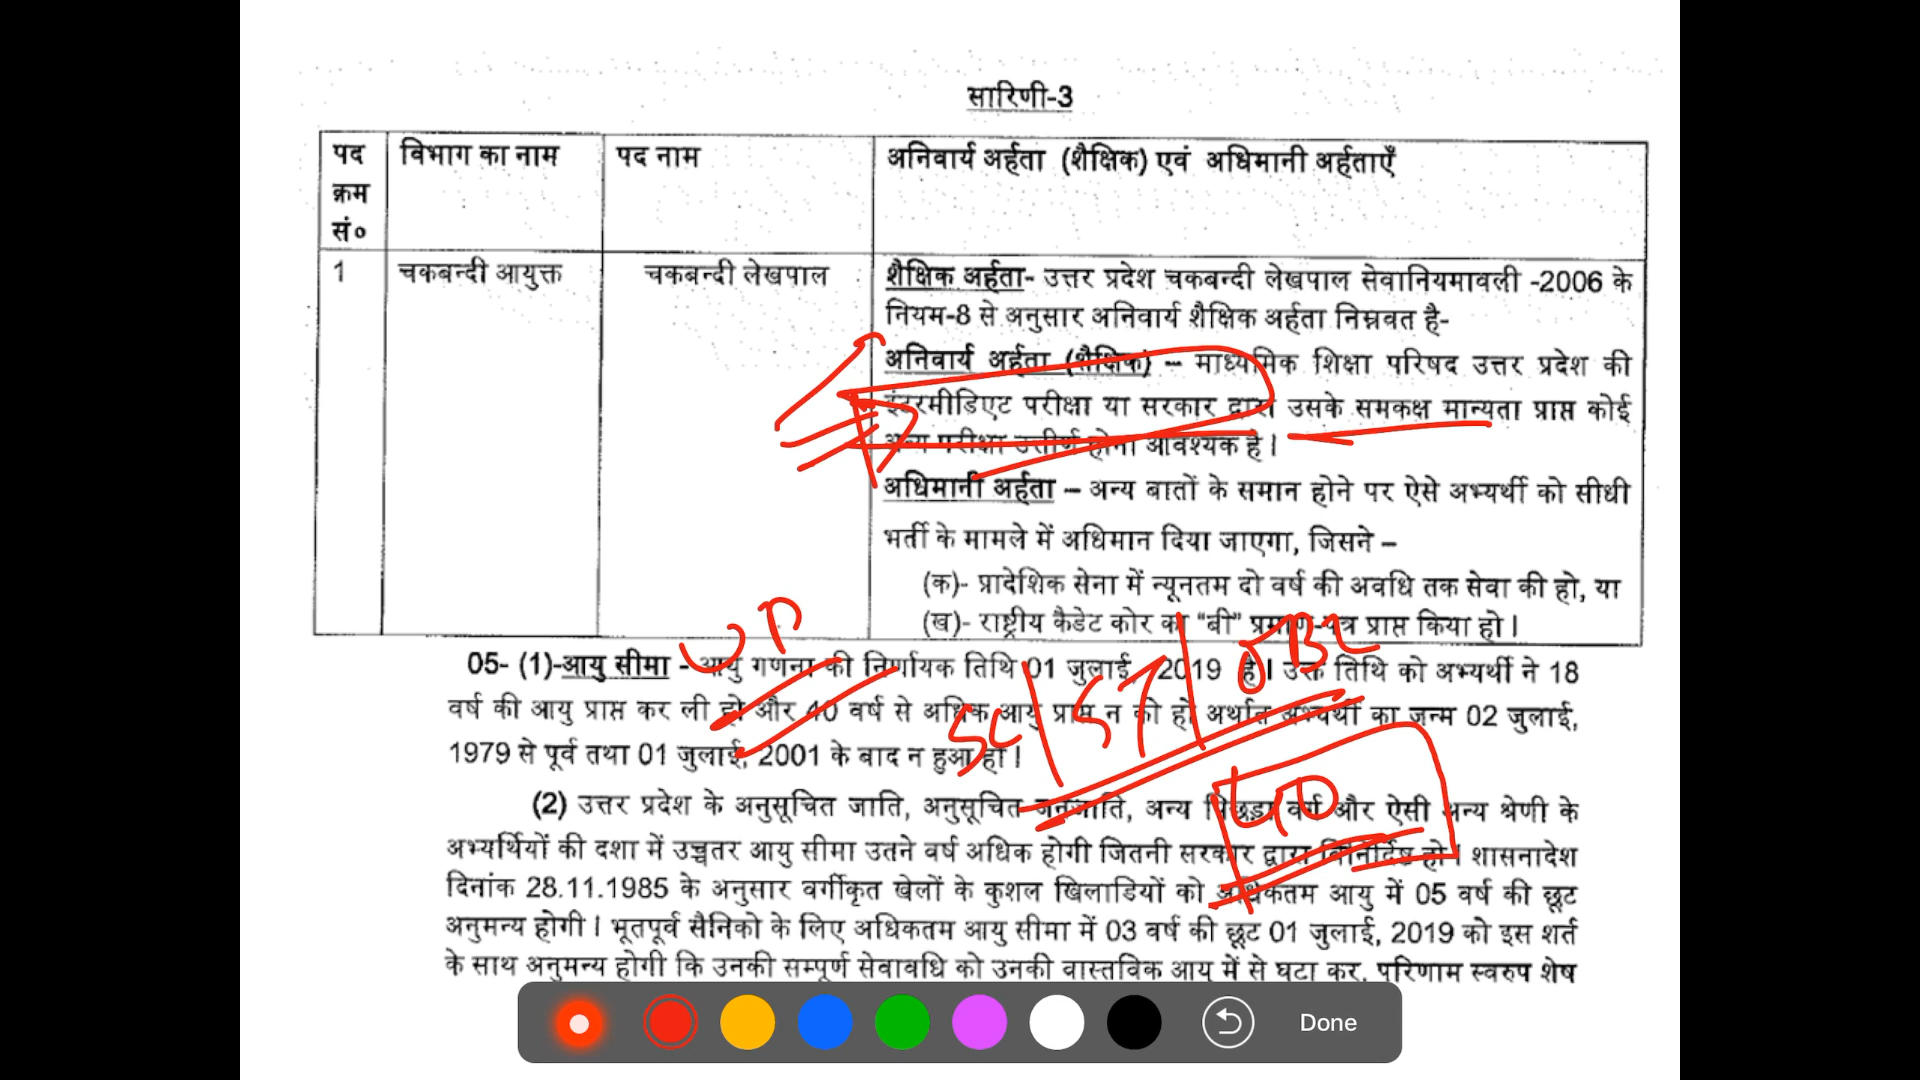 सारिणी-3
पद क्रम सं०
विभाग का नाम
पद नाम
अनिवार्य अर्हता (शैक्षिक) एवं अधिमानी अर्हताएँ
1
चकबन्दी आयुक्त
चकबन्दी लेखपाल
शैक्षिक अर्हता- उत्तर प्रदेश चकबन्दी लेखपाल सेवानियमावली -2006 के
नियम-8 से अनुसार अनिवार्य शैक्षिक अर्हता निम्नवत है-
अनिवार्य अर्हता (शैक्षिक) – माध्यमिक शिक्षा परिषद उत्तर प्रदेश की
इंटरमीडिएट परीक्षा या सरकार द्वारा उसके समकक्ष मान्यता प्राप्त कोई
अन्य परीक्षा उत्तीर्ण होना आवश्यक है।
अधिमानी अर्हता – अन्य बातों के समान होने पर ऐसे अभ्यर्थी को सीधी
भर्ती के मामले में अधिमान दिया जाएगा, जिसने –
(क)- प्रादेशिक सेना में न्यूनतम दो वर्ष की अवधि तक सेवा की हो, या
(ख)- राष्ट्रीय कैडेट कोर का "बी" प्रमाण-पत्र प्राप्त किया हो।
UP
SC/ST/OBC
40
05- (1)-आयु सीमा - आयु गणना की निर्णायक तिथि 01 जुलाई, 2019 है। उक्त तिथि को अभ्यर्थी ने 18
वर्ष की आयु प्राप्त कर ली हो और 40 वर्ष से अधिक आयु प्राप्त न की हो अर्थात अभ्यर्थी का जन्म 02 जुलाई,
1979 से पूर्व तथा 01 जुलाई, 2001 के बाद न हुआ हो।
(2) उत्तर प्रदेश के अनुसूचित जाति, अनुसूचित जनजाति, अन्य पिछड़ा वर्ग और ऐसी अन्य श्रेणी के
अभ्यर्थियों की दशा में उच्चतर आयु सीमा उतने वर्ष अधिक होगी जितनी सरकार द्वारा विनिर्दिष्ट हो। शासनादेश
दिनांक 28.11.1985 के अनुसार वर्गीकृत खेलों के कुशल खिलाडियों को अधिकतम आयु में 05 वर्ष की छूट
अनुमन्य होगी। भूतपूर्व सैनिको के लिए अधिकतम आयु सीमा में 03 वर्ष की छूट 01 जुलाई, 2019 को इस शर्त
के साथ अनुमन्य होगी कि उनकी सम्पूर्ण सेवावधि को उनकी वास्तविक आयु में से घटा कर, परिणाम स्वरुप शेष
Done